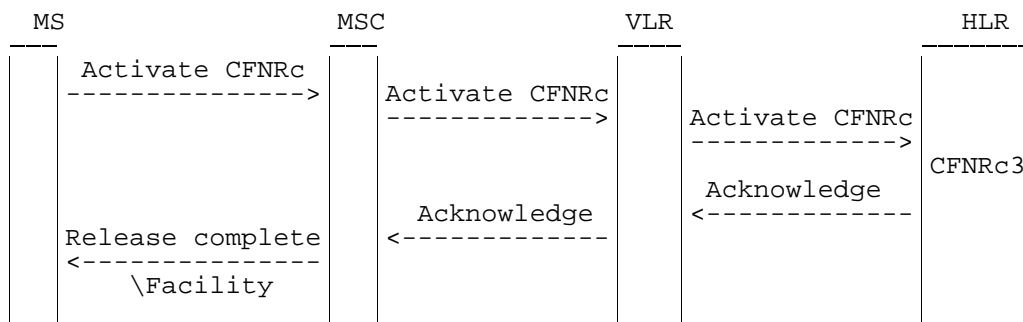 MS MSC VLR HLR
Activate CFNRc
--------------->
Activate CFNRc
------------->
Activate CFNRc
------------->
CFNRc3
Acknowledge
<-------------
Acknowledge
<-------------
Release complete
<---------------
\Facility